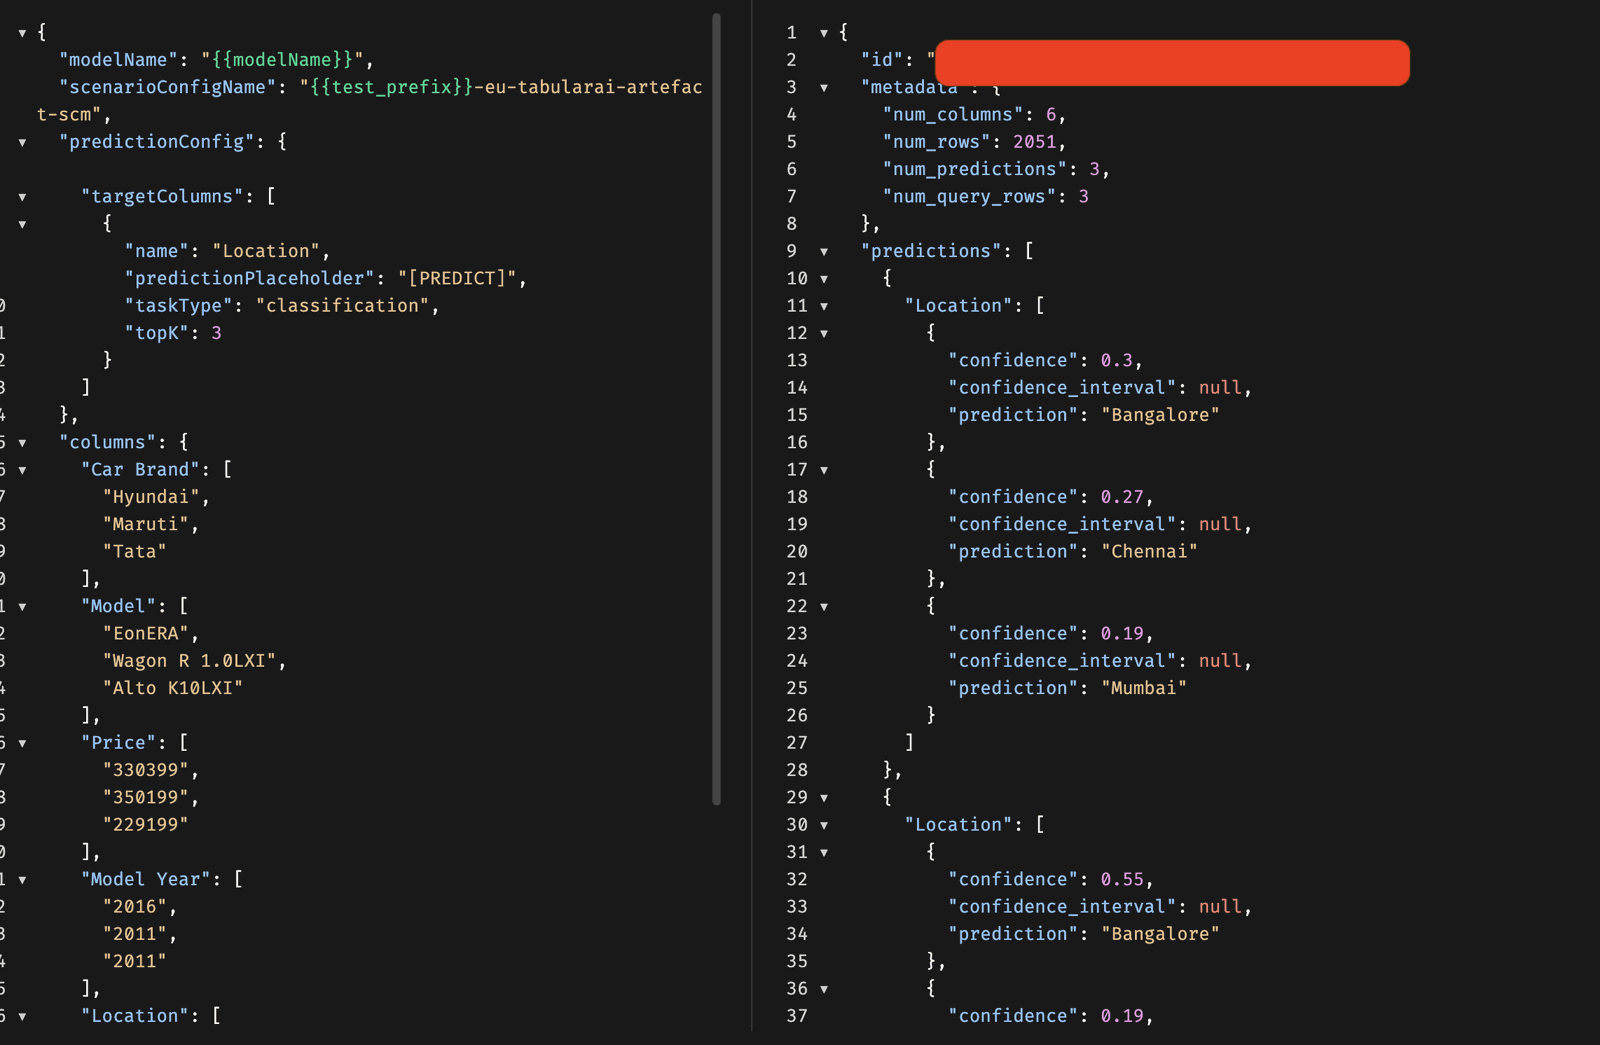 {
"modelName": "{{modelName}}",
"scenarioConfigName": "{{test_prefix}}-eu-tabularai-artefac
t-scm",
"predictionConfig": {
"targetColumns": [
{
"name": "Location",
"predictionPlaceholder": "[PREDICT]",
"taskType": "classification",
"topK": 3
}
]
},
"columns": {
"Car Brand": [
"Hyundai",
"Maruti",
"Tata"
],
"Model": [
"EonERA",
"Wagon R 1.0LXI",
"Alto K10LXI"
],
"Price": [
"330399",
"350199",
"229199"
],
"Model Year": [
"2016",
"2011",
"2011"
],
"Location": [
1 {
2 "id": "
3 "metadata": {
4 "num_columns": 6,
5 "num_rows": 2051,
6 "num_predictions": 3,
7 "num_query_rows": 3
8 },
9 "predictions": [
10 {
11 "Location": [
12 {
13 "confidence": 0.3,
14 "confidence_interval": null,
15 "prediction": "Bangalore"
16 },
17 {
18 "confidence": 0.27,
19 "confidence_interval": null,
20 "prediction": "Chennai"
21 },
22 {
23 "confidence": 0.19,
24 "confidence_interval": null,
25 "prediction": "Mumbai"
26 }
27 ]
28 },
29 {
30 "Location": [
31 {
32 "confidence": 0.55,
33 "confidence_interval": null,
34 "prediction": "Bangalore"
35 },
36 {
37 "confidence": 0.19,